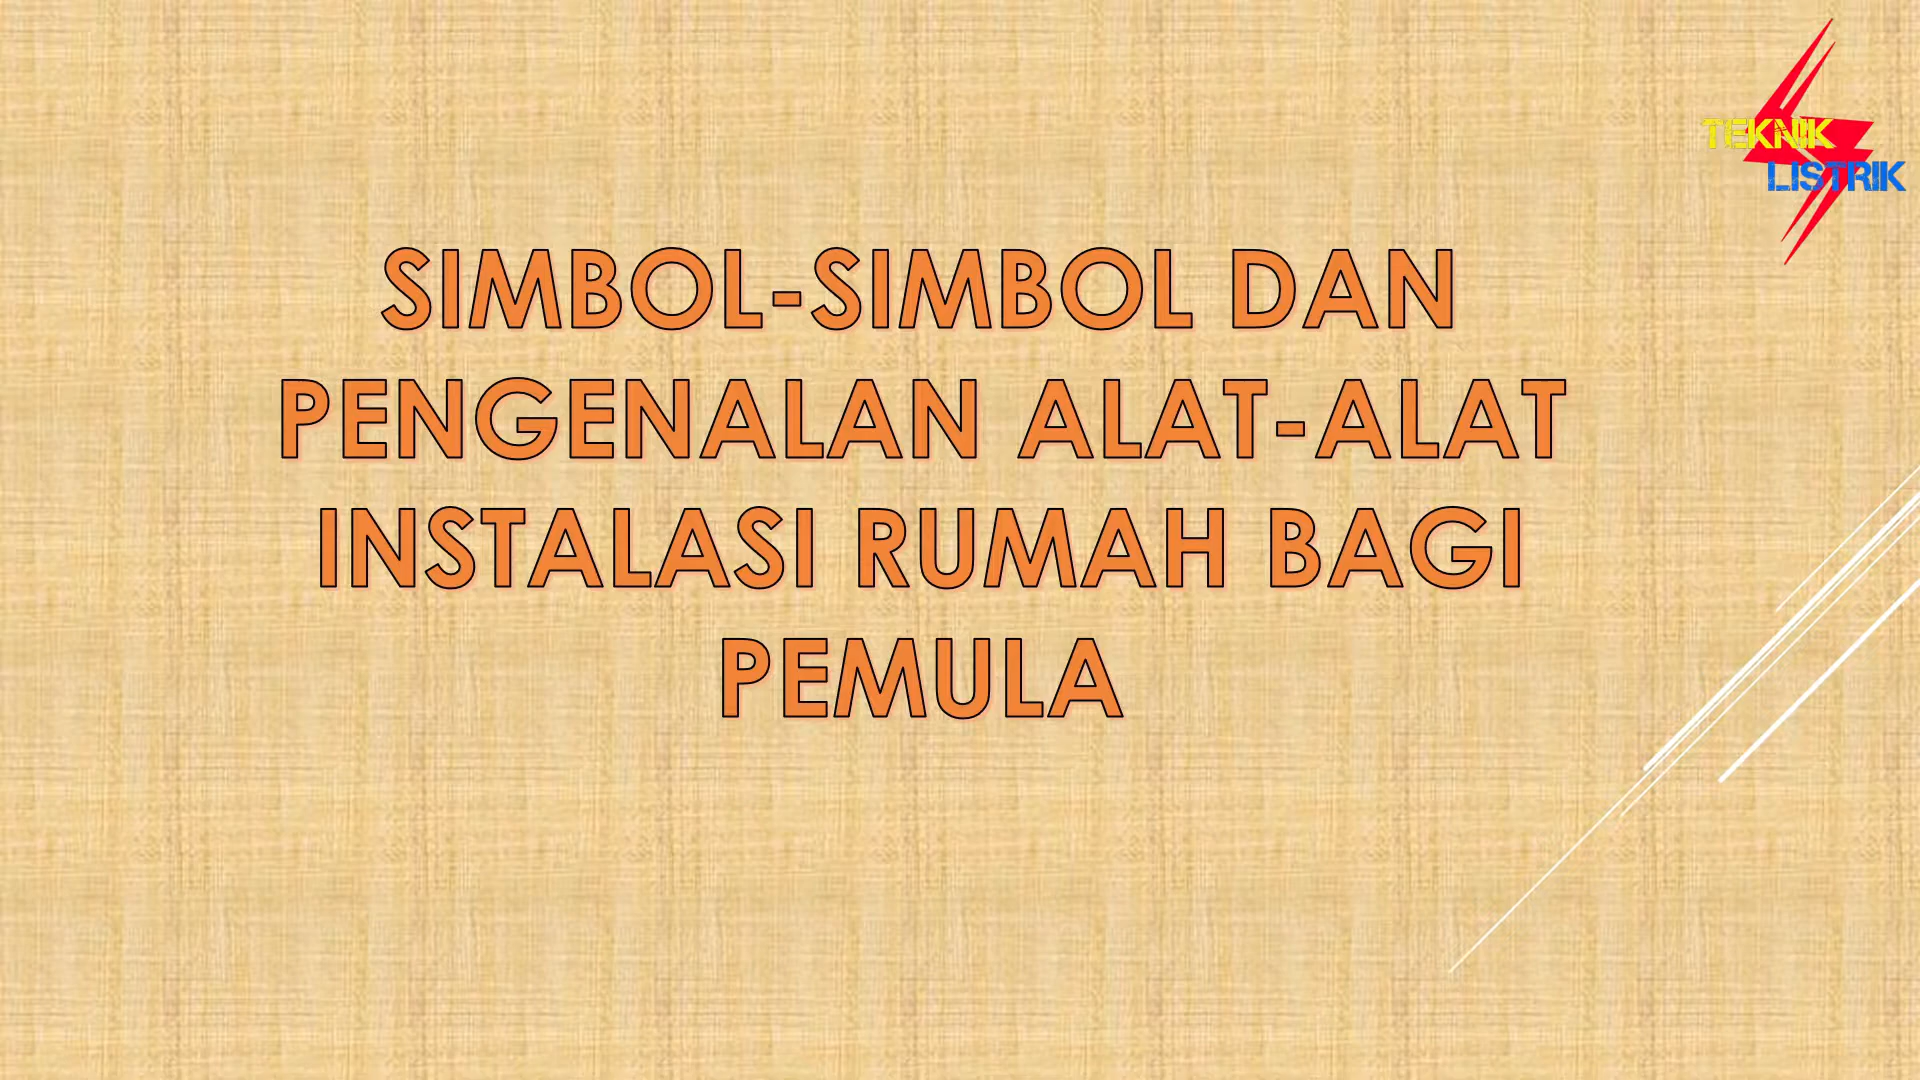 TEKNIK
LISTRIK
SIMBOL-SIMBOL DAN
PENGENALAN ALAT-ALAT
INSTALASI RUMAH BAGI
PEMULA